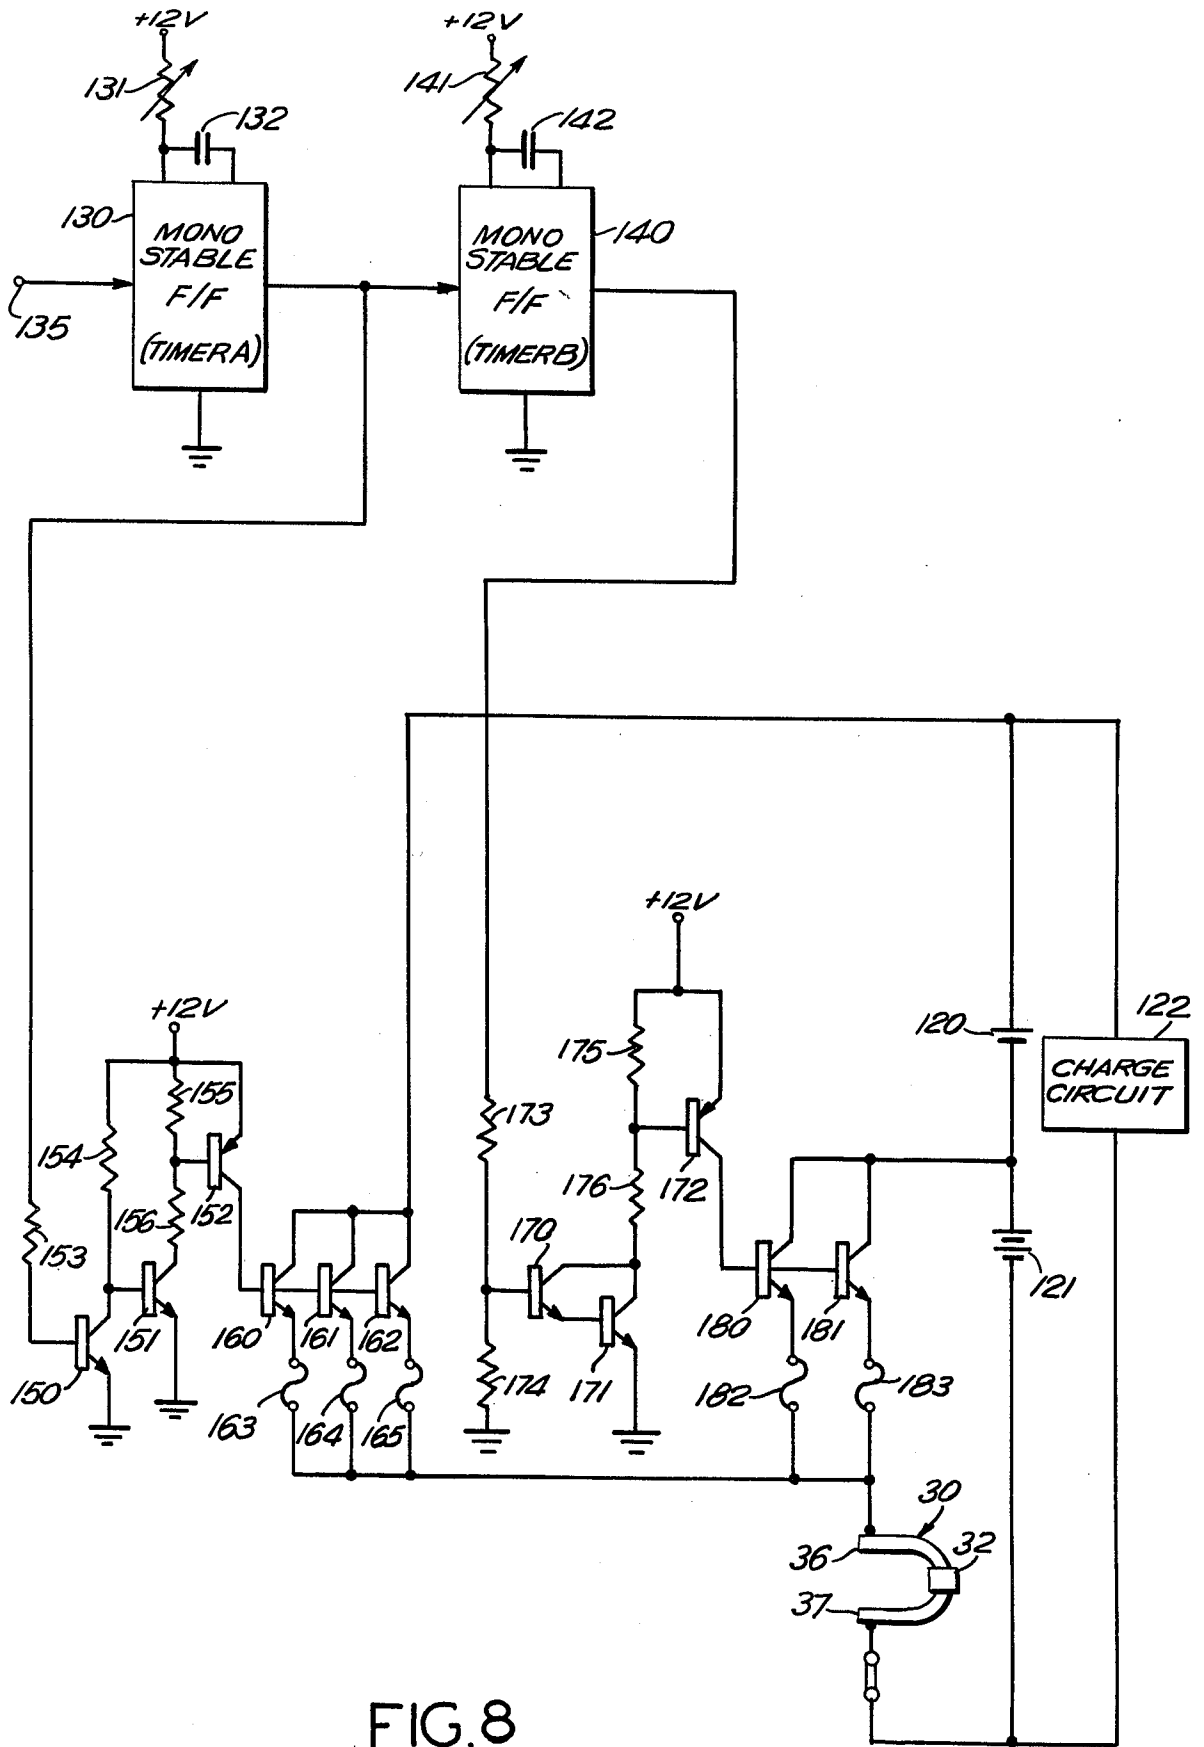 +12V +12V
131 141
132 142
130 140
MONO STABLE F/F (TIMER A)
MONO STABLE F/F (TIMER B)
135
+12V
122
120
CHARGE CIRCUIT
+12V
175
155
173
154
172
176
152
156
153
170
121
151 160 161 162
180 181
150
163 164 165
174 171
182 183
30
36 32
37
FIG.8